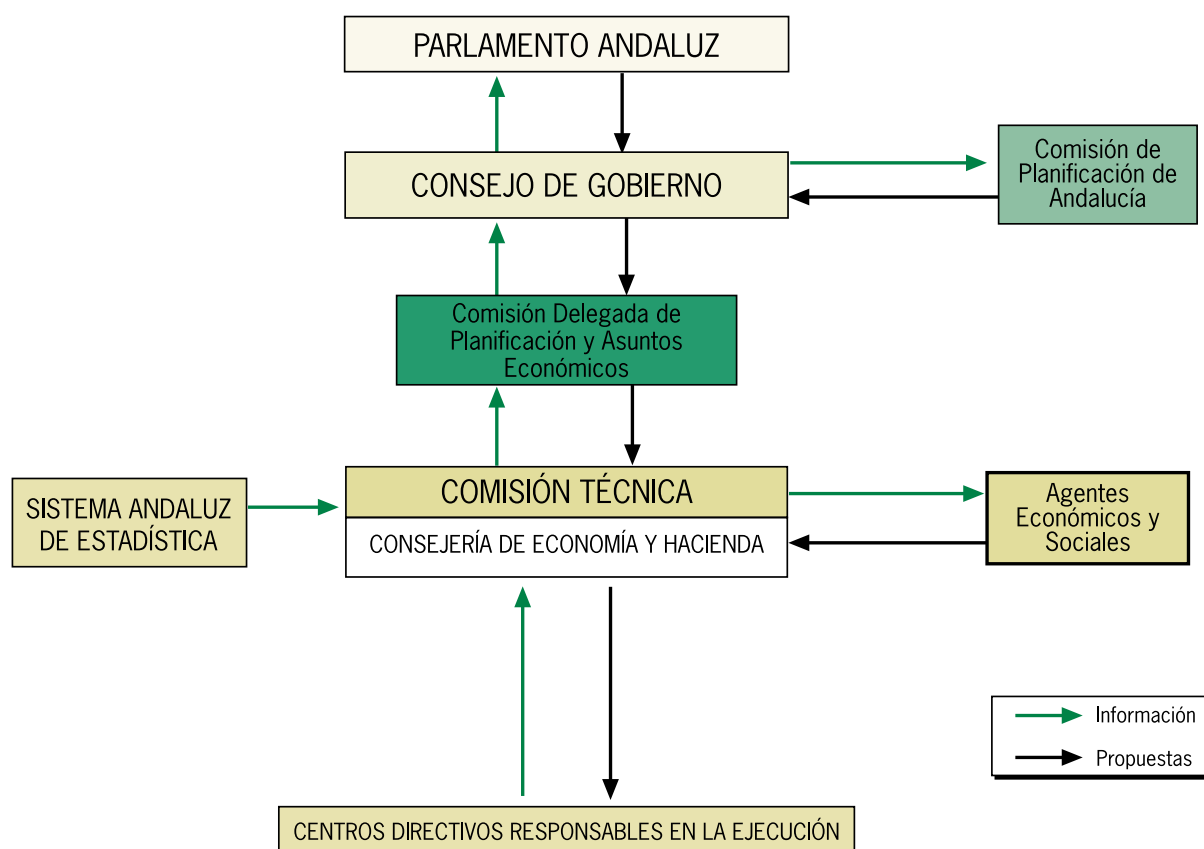 PARLAMENTO ANDALUZ
CONSEJO DE GOBIERNO
Comisión de
Planificación de
Andalucía
Comisión Delegada de
Planificación y Asuntos
Económicos
SISTEMA ANDALUZ
DE ESTADÍSTICA
COMISIÓN TÉCNICA
CONSEJERÍA DE ECONOMÍA Y HACIENDA
Agentes
Económicos y
Sociales
Información
Propuestas
CENTROS DIRECTIVOS RESPONSABLES EN LA EJECUCIÓN